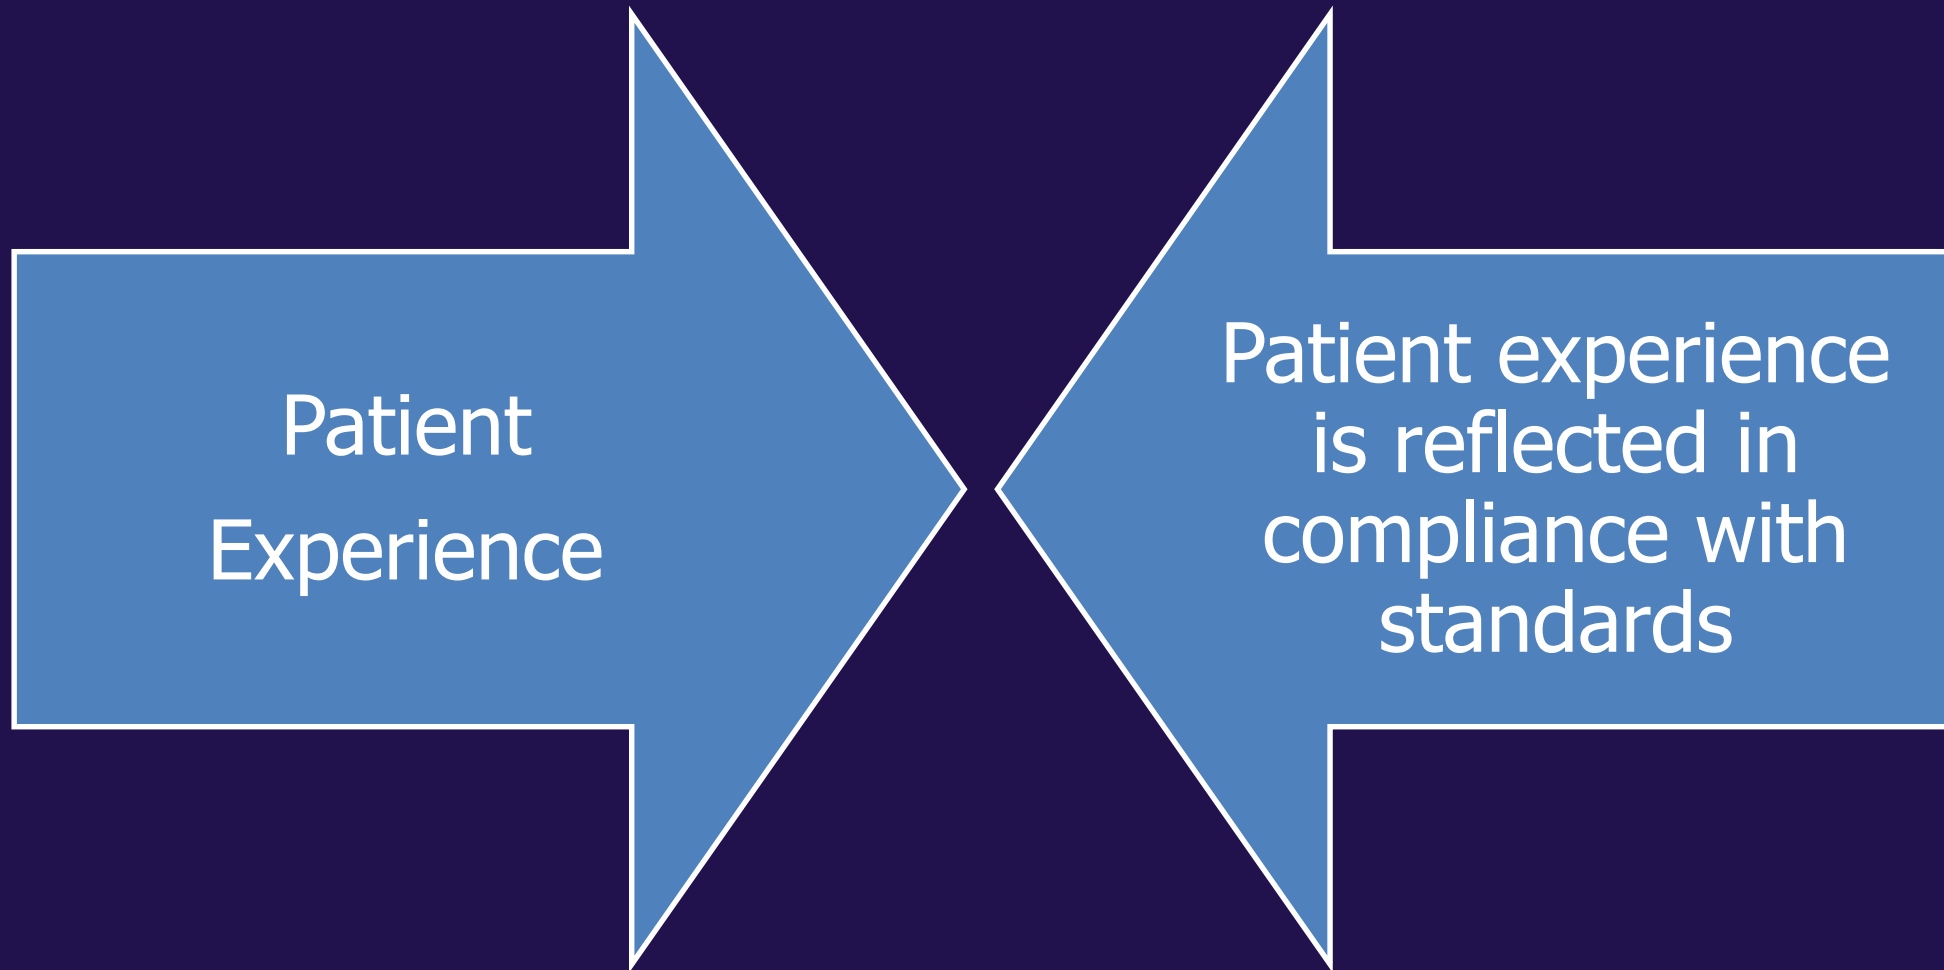 Patient
Experience
Patient experience
is reflected in
compliance with
standards